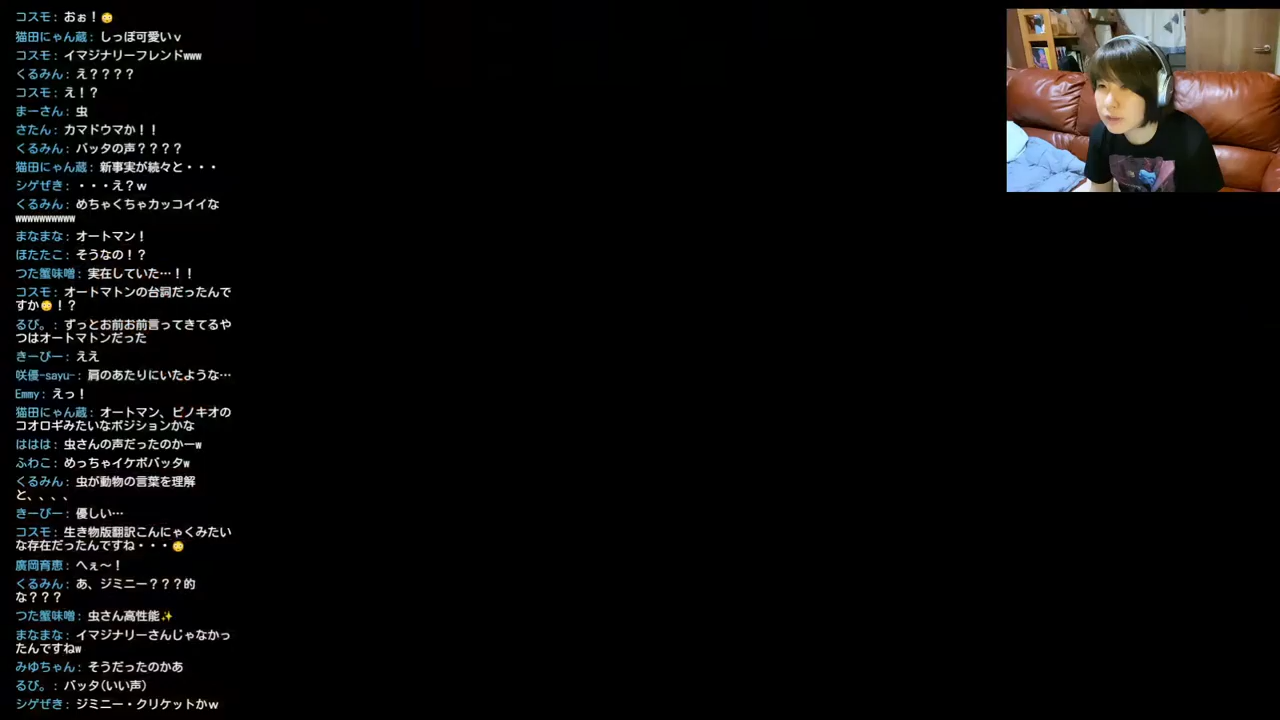 コスモ: おぉ！😳
猫田にゃん蔵: しっぽ可愛いｖ
コスモ: イマジナリーフレンドwww
くるみん: え？？？？
コスモ: え！？
まーさん: 虫
さたん: カマドウマか！！
くるみん: バッタの声？？？？
猫田にゃん蔵: 新事実が続々と・・・
シゲぜき: ・・・え？ｗ
くるみん: めちゃくちゃカッコイイな
wwwwwwwwww
まなまな: オートマン！
ほたたこ: そうなの！？
つた蟹味噌: 実在していた…！！
コスモ: オートマトンの台詞だったんで
すか😳！？
るぴ。: ずっとお前お前言ってきてるや
つはオートマトンだった
きーぴー: ええ
咲優-sayu-: 肩のあたりにいたような…
Emmy: えっ！
猫田にゃん蔵: オートマン、ピノキオの
コオロギみたいなポジションかな
ははは: 虫さんの声だったのかーw
ふわこ: めっちゃイケボバッタw
くるみん: 虫が動物の言葉を理解
と、、、、
きーぴー: 優しい…
コスモ: 生き物版翻訳こんにゃくみたい
な存在だったんですね・・・😳
廣岡育恵: へぇ〜！
くるみん: あ、ジミニー？？？的
な？？？
つた蟹味噌: 虫さん高性能✨
まなまな: イマジナリーさんじゃなかっ
たんですねw
みゆちゃん: そうだったのかあ
るぴ。: バッタ(いい声)
シゲぜき: ジミニー・クリケットかｗ